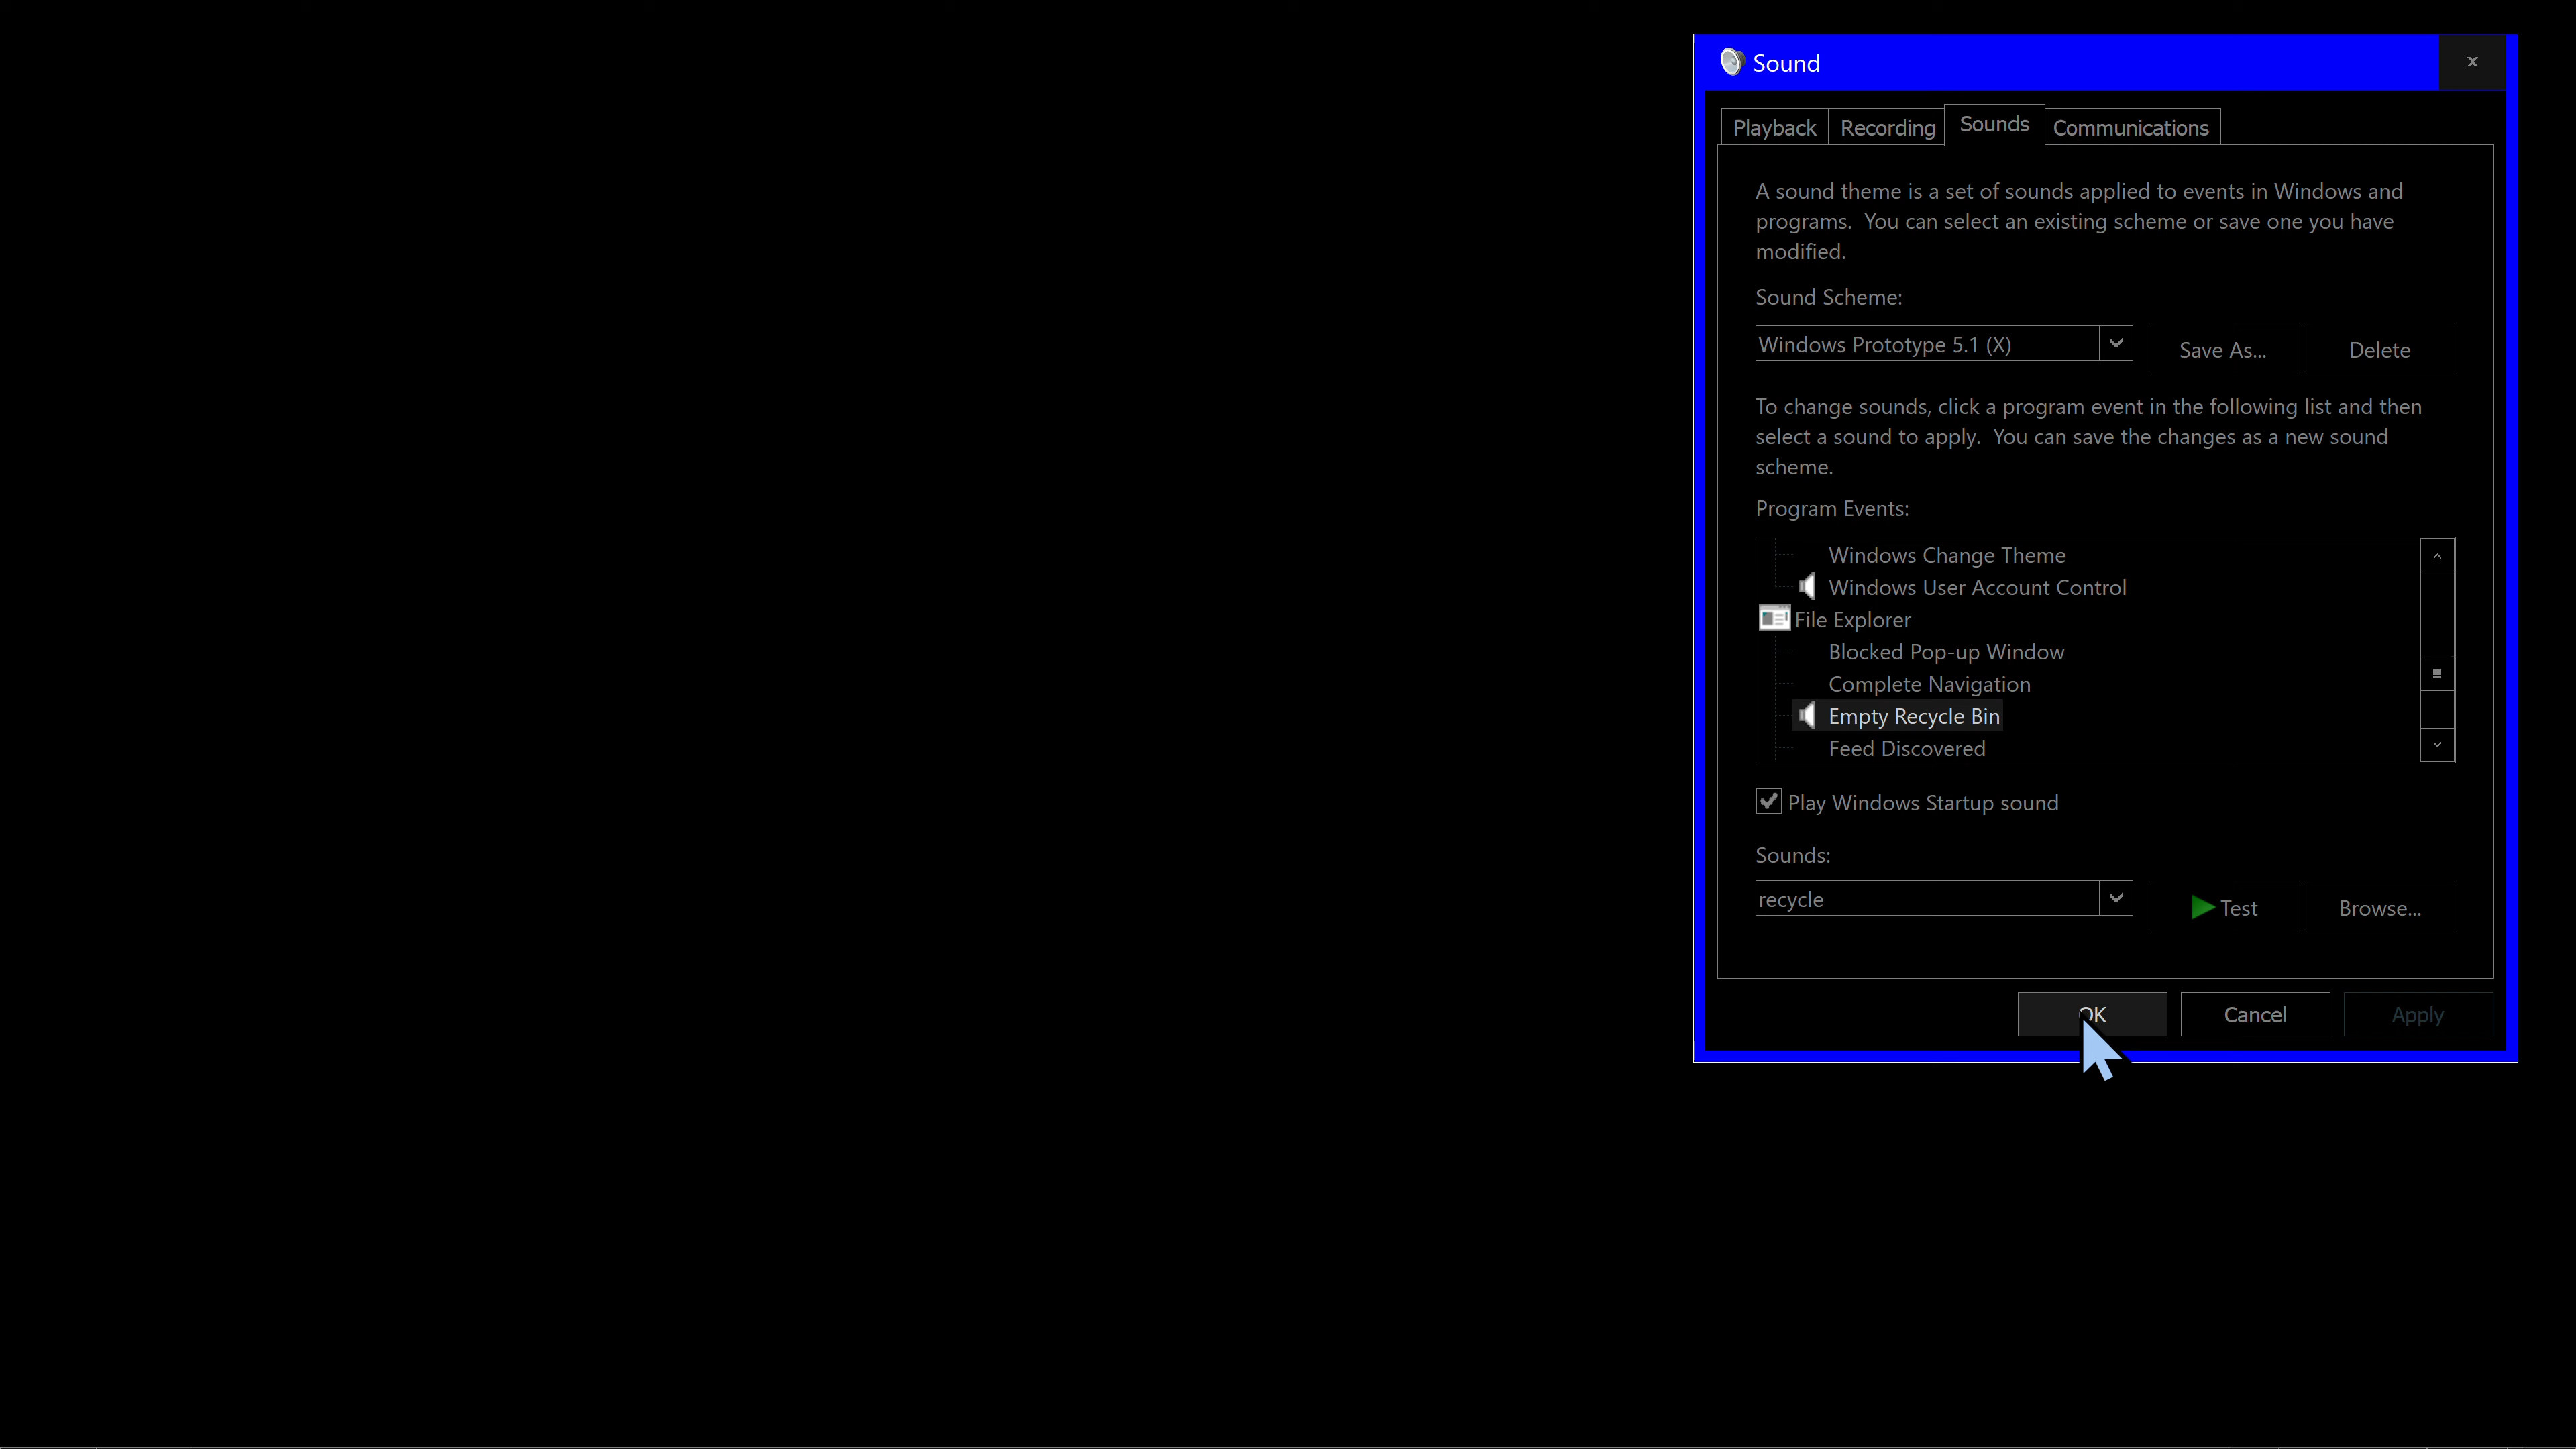 Sound
x
Playback Recording Sounds Communications
A sound theme is a set of sounds applied to events in Windows and
programs. You can select an existing scheme or save one you have
modified.
Sound Scheme:
Windows Prototype 5.1 (X) Save As... Delete
To change sounds, click a program event in the following list and then
select a sound to apply. You can save the changes as a new sound
scheme.
Program Events:
Windows Change Theme
Windows User Account Control
File Explorer
Blocked Pop-up Window
Complete Navigation
Empty Recycle Bin
Feed Discovered
Play Windows Startup sound
Sounds:
recycle Test Browse...
OK Cancel Apply